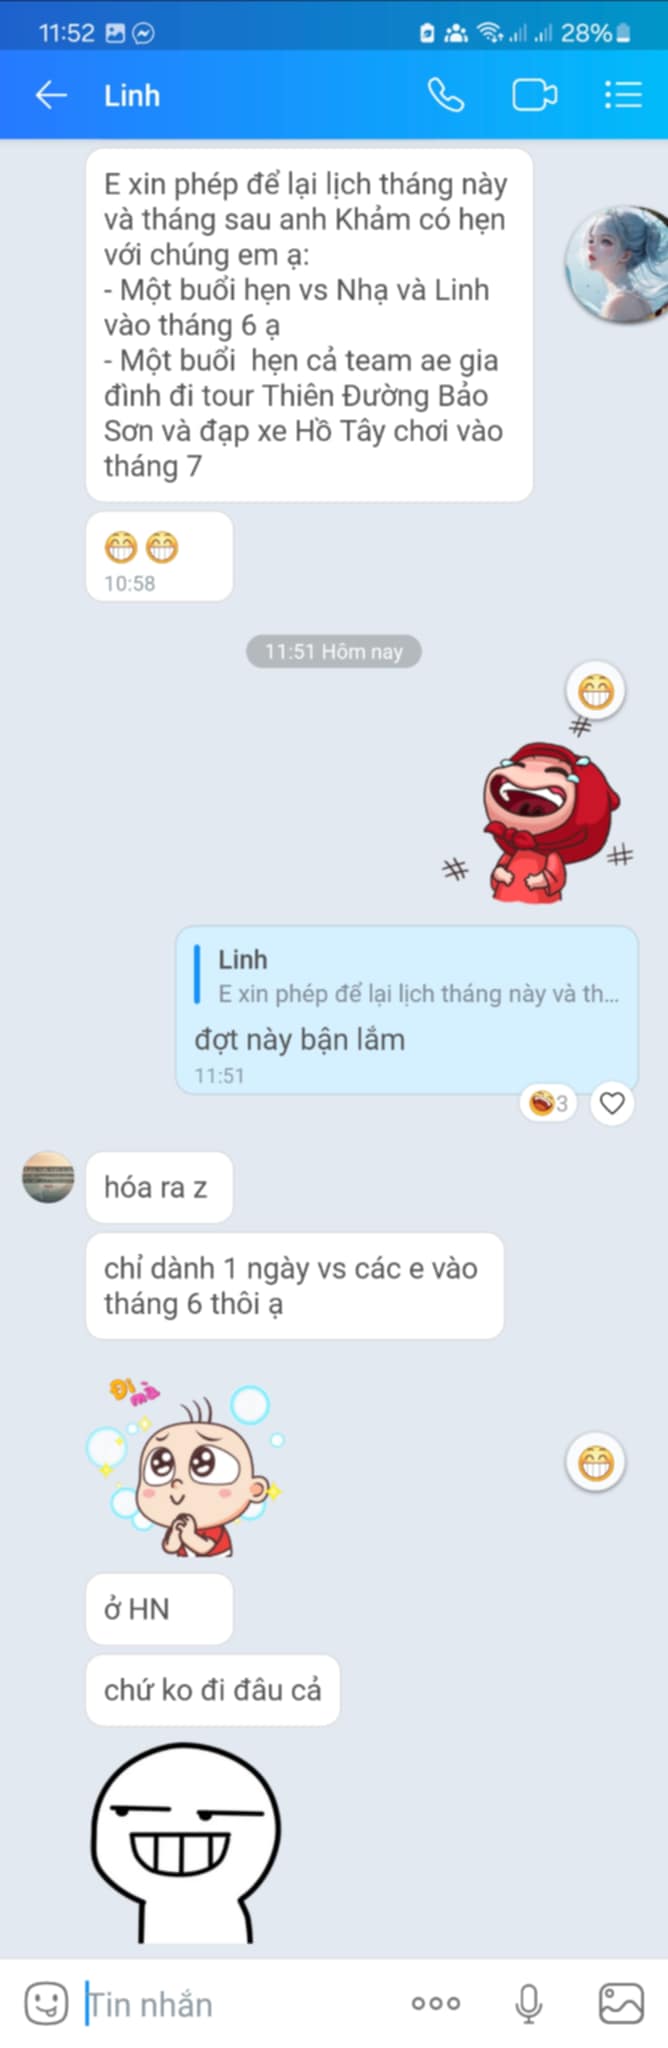 11:52
28%
Linh
E xin phép để lại lịch tháng này
và tháng sau anh Khảm có hẹn
với chúng em ạ:
- Một buổi hẹn vs Nhạ và Linh
vào tháng 6 ạ
- Một buổi hẹn cả team ae gia
đình đi tour Thiên Đường Bảo
Sơn và đạp xe Hồ Tây chơi vào
tháng 7
10:58
11:51 Hôm nay
Linh
E xin phép để lại lịch tháng này và th...
đợt này bận lắm
11:51
3
hóa ra z
chỉ dành 1 ngày vs các e vào
tháng 6 thôi ạ
Đi
mà
ở HN
chứ ko đi đâu cả
Tin nhắn